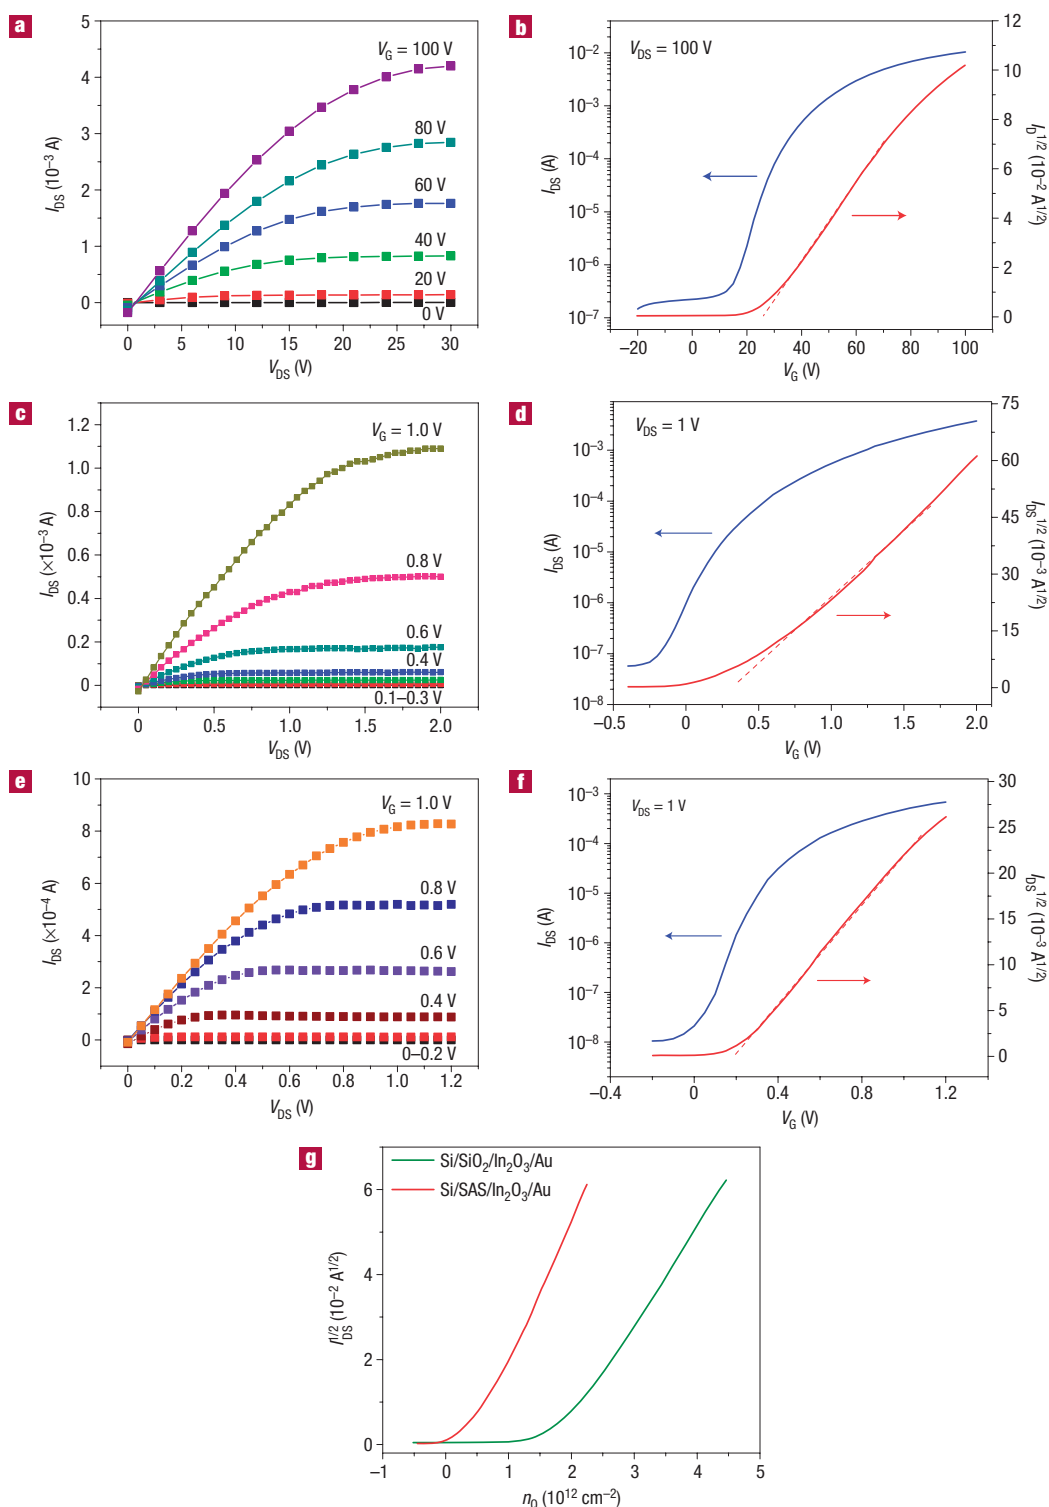 a
5
4
3
2
1
0
0 5 10 15 20 25 30
I_DS (10^−3 A)
V_DS (V)
V_G = 100 V
80 V
60 V
40 V
20 V
0 V
b
V_DS = 100 V
10^−2
10^−3
10^−4
10^−5
10^−6
10^−7
I_DS (A)
−20 0 20 40 60 80 100
V_G (V)
12
10
8
6
4
2
0
I_D^1/2 (10^−2 A^1/2)
c
1.2
1.0
0.8
0.6
0.4
0.2
0
0 0.5 1.0 1.5 2.0
I_DS (×10^−3 A)
V_DS (V)
V_G = 1.0 V
0.8 V
0.6 V
0.4 V
0.1–0.3 V
d
V_DS = 1 V
10^−3
10^−4
10^−5
10^−6
10^−7
10^−8
I_DS (A)
−0.5 0 0.5 1.0 1.5 2.0
V_G (V)
75
60
45
30
15
0
I_DS^1/2 (10^−3 A^1/2)
e
10
8
6
4
2
0
0 0.2 0.4 0.6 0.8 1.0 1.2
I_DS (×10^−4 A)
V_DS (V)
V_G = 1.0 V
0.8 V
0.6 V
0.4 V
0–0.2 V
f
V_DS = 1 V
10^−3
10^−4
10^−5
10^−6
10^−7
10^−8
I_DS (A)
−0.4 0 0.4 0.8 1.2
V_G (V)
30
25
20
15
10
5
0
I_DS^1/2 (10^−3 A^1/2)
g
Si/SiO₂/In₂O₃/Au
Si/SAS/In₂O₃/Au
6
4
2
0
I_DS^1/2 (10^−2 A^1/2)
−1 0 1 2 3 4 5
n_0 (10^12 cm^−2)